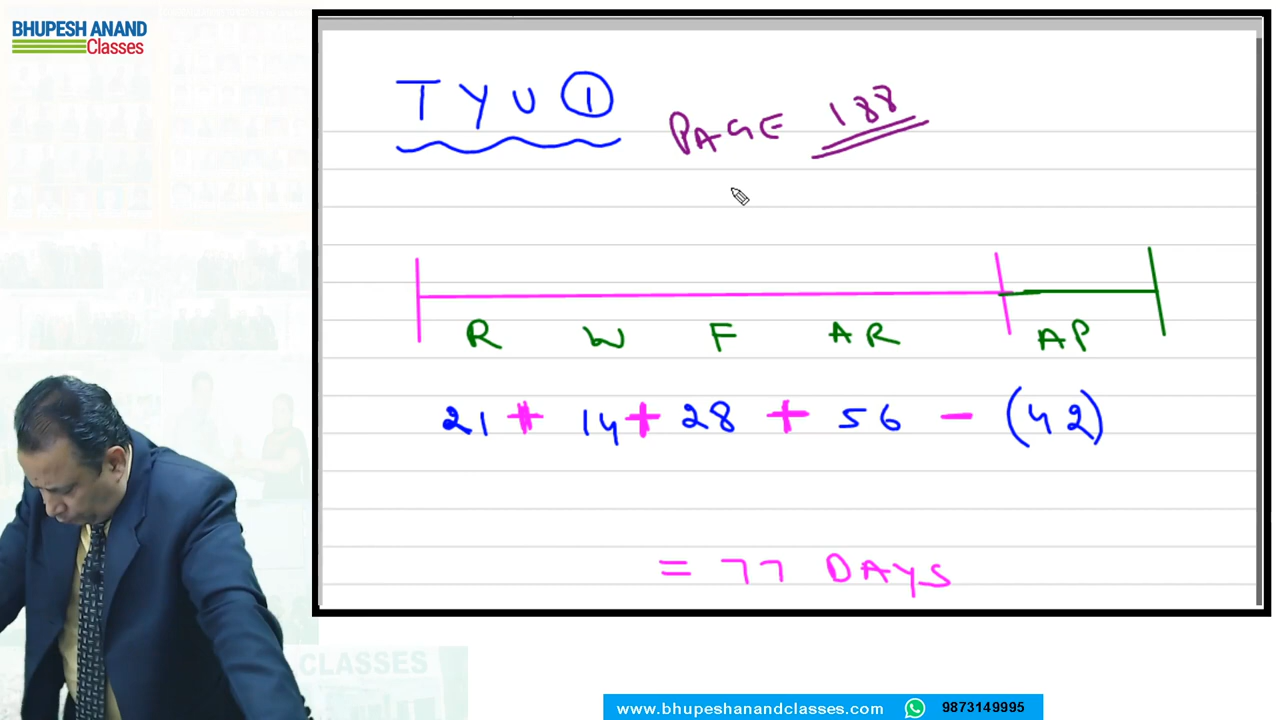 BHUPESH ANAND
Classes
TYU ①
PAGE 188
R W F AR AP
21 + 14 + 28 + 56 - (42)
= 77 DAYS
CLASSES
www.bhupeshanandclasses.com 9873149995